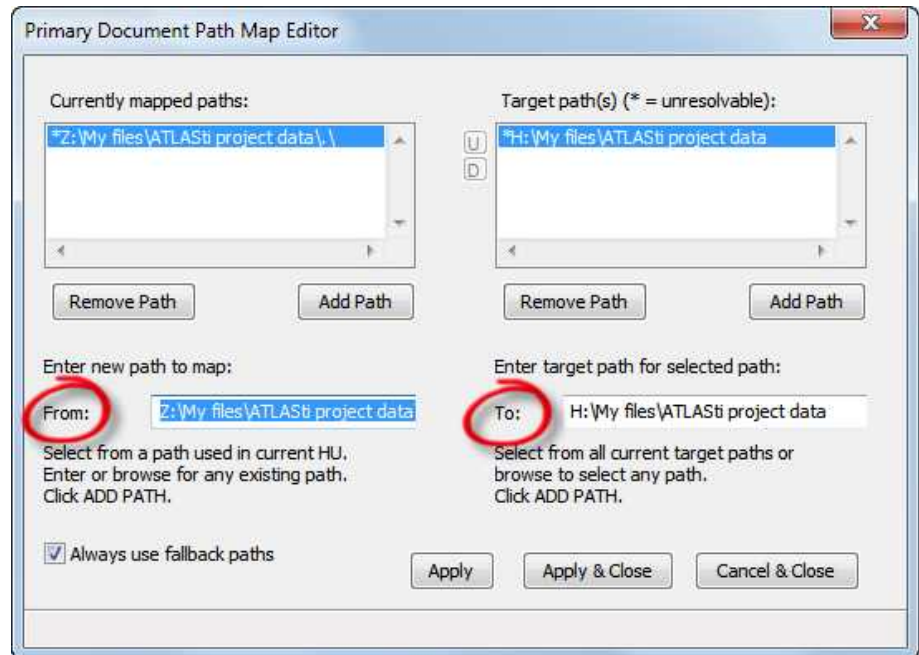 Primary Document Path Map Editor
Currently mapped paths:
Target path(s) (* = unresolvable):
*Z:\My files\ATLASti project data\.\
U
*H:\My files\ATLASti project data
D
Remove Path
Add Path
Remove Path
Add Path
Enter new path to map:
Enter target path for selected path:
From:
Z:\My files\ATLASti project data
To:
H:\My files\ATLASti project data
Select from a path used in current HU.
Enter or browse for any existing path.
Click ADD PATH.
Select from all current target paths or
browse to select any path.
Click ADD PATH.
Always use fallback paths
Apply
Apply & Close
Cancel & Close